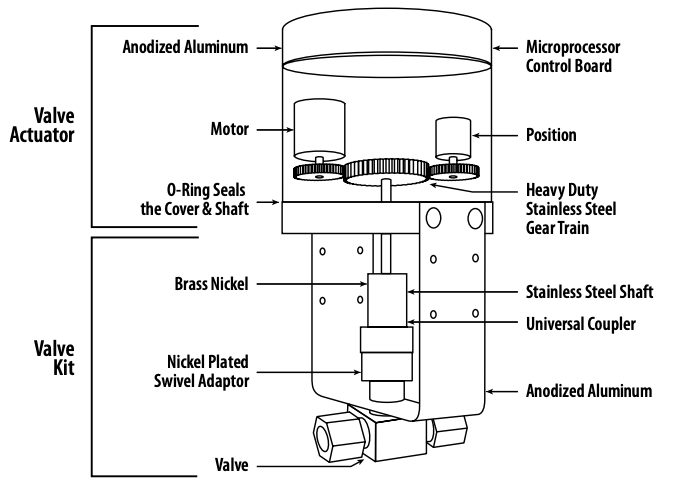 Anodized Aluminum
Microprocessor
Control Board
Valve
Actuator
Motor
Position
O-Ring Seals
the Cover & Shaft
Heavy Duty
Stainless Steel
Gear Train
Brass Nickel
Stainless Steel Shaft
Universal Coupler
Valve
Kit
Nickel Plated
Swivel Adaptor
Anodized Aluminum
Valve